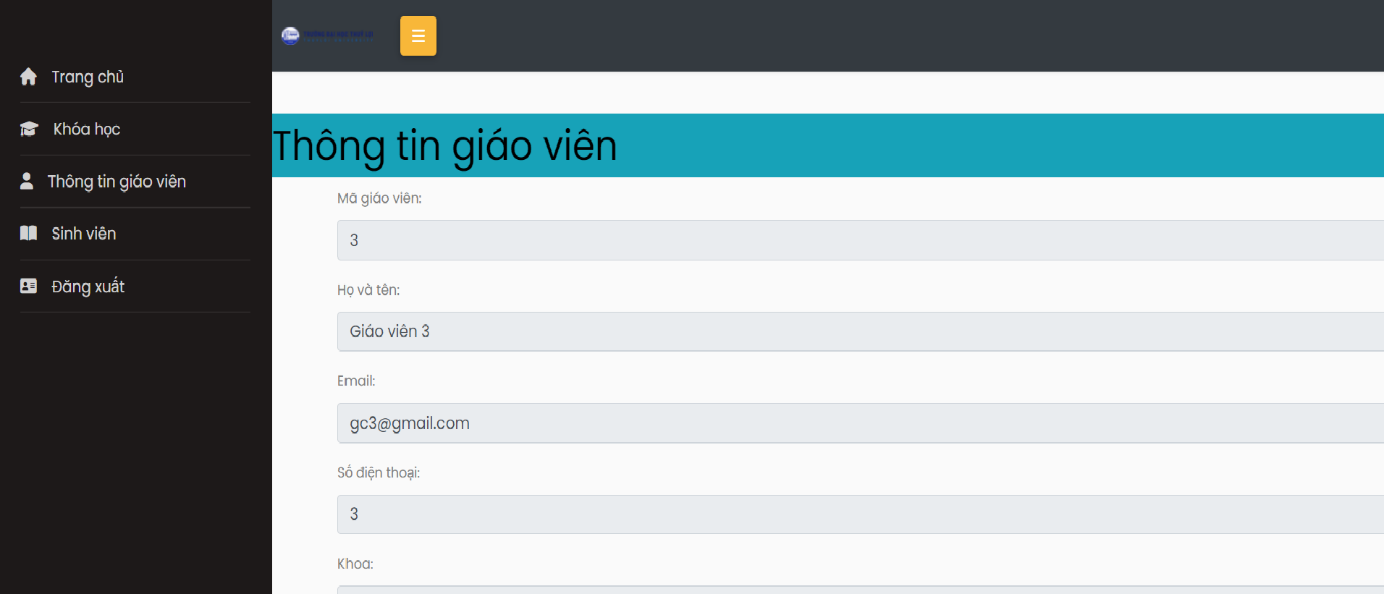 Trang chủ
Khóa học
Thông tin giáo viên
Sinh viên
Đăng xuất
Thông tin giáo viên
Mã giáo viên:
3
Họ và tên:
Giáo viên 3
Email:
gc3@gmail.com
Số điện thoại:
3
Khoa: